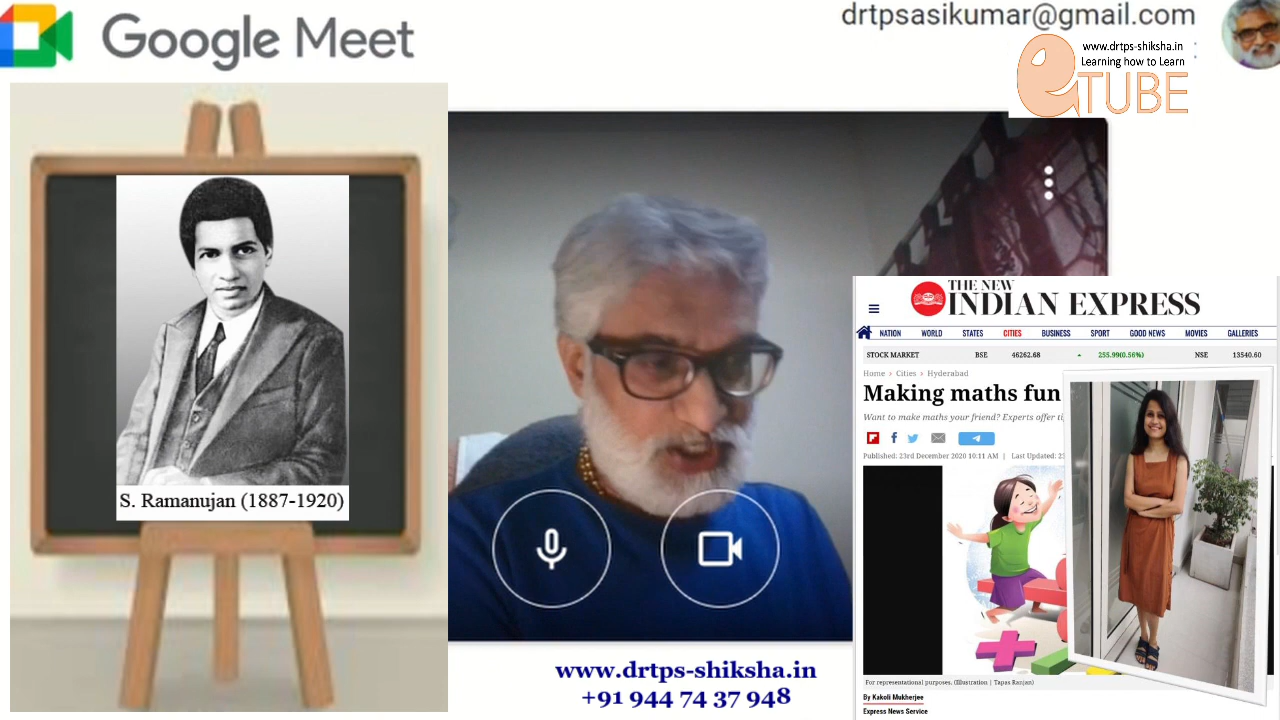 Google Meet
drtpsasikumar@gmail.com
www.drtps-shiksha.in
Learning how to Learn
eTUBE
S. Ramanujan (1887-1920)
THE NEW
INDIAN EXPRESS
NATION WORLD STATES CITIES BUSINESS SPORT GOOD NEWS MOVIES GALLERIES
STOCK MARKET BSE 46262.68 255.99(0.56%) NSE 13540.60
Home > Cities > Hyderabad
Making maths fun
Want to make maths your friend? Experts offer
Published: 23rd December 2020 10:11 AM | Last Updated:
For representational purposes. (Illustration | Tapas Ranjan)
By Kakoli Mukherjee
Express News Service
www.drtps-shiksha.in
+91 944 74 37 948